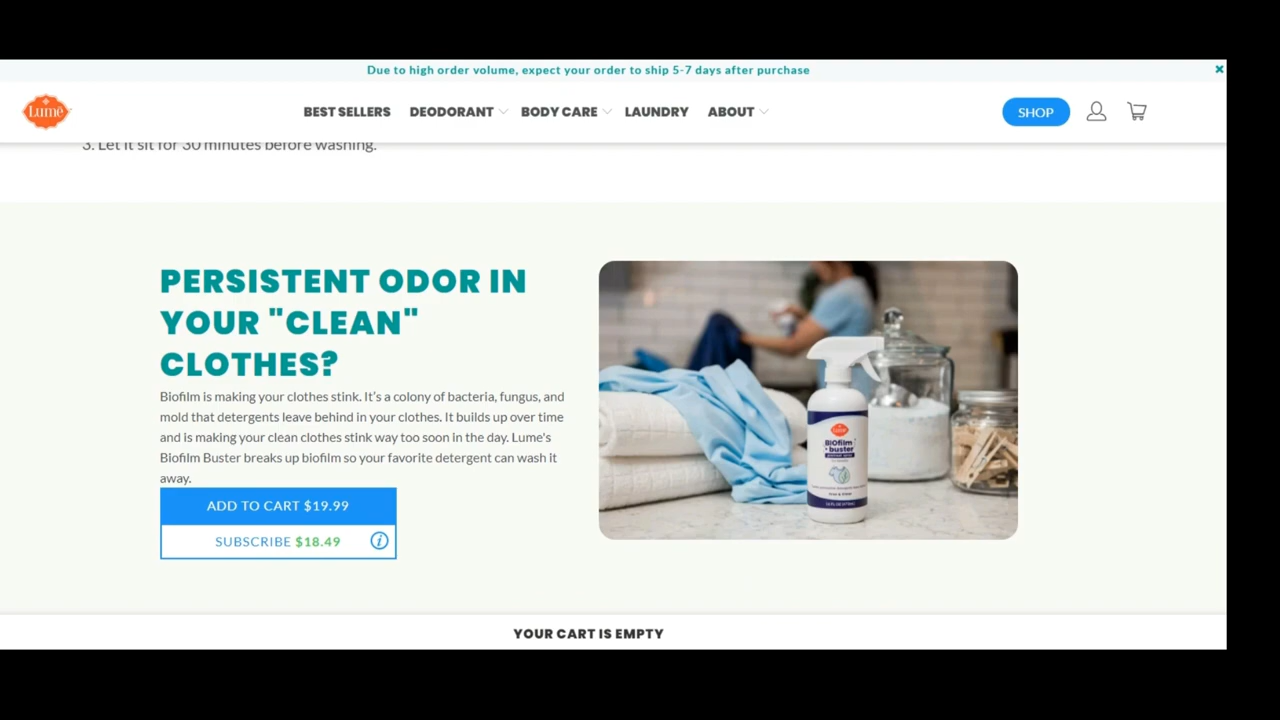 Due to high order volume, expect your order to ship 5-7 days after purchase
Lume
BEST SELLERS DEODORANT BODY CARE LAUNDRY ABOUT SHOP
3. Let it sit for 30 minutes before washing.
PERSISTENT ODOR IN
YOUR "CLEAN"
CLOTHES?
Biofilm is making your clothes stink. It's a colony of bacteria, fungus, and
mold that detergents leave behind in your clothes. It builds up over time
and is making your clean clothes stink way too soon in the day. Lume's
Biofilm Buster breaks up biofilm so your favorite detergent can wash it
away.
ADD TO CART $19.99
SUBSCRIBE $18.49
Lume
BiOfilm
buster
YOUR CART IS EMPTY